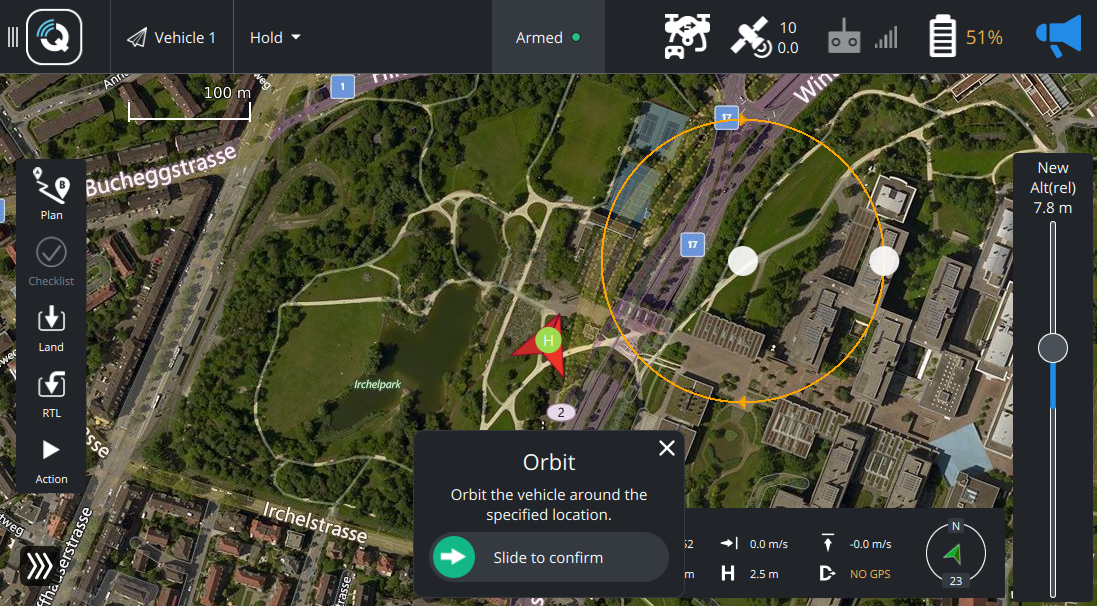 Vehicle 1
Hold
Armed
10
0.0
51%
100 m
1
17
Bucheggstrasse
17
Plan
Checklist
Land
RTL
Action
New
Alt(rel)
7.8 m
H
Irchelpark
2
Irchelstrasse
Orbit
Orbit the vehicle around the
specified location.
Slide to confirm
0.0 m/s
-0.0 m/s
H
2.5 m
NO GPS
N
23